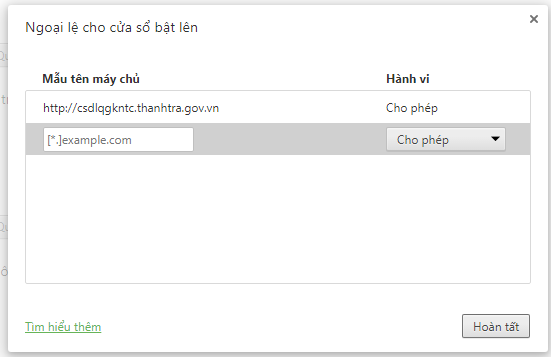 Ngoại lệ cho cửa sổ bật lên
Mẫu tên máy chủ Hành vi
http://csdlqgkntc.thanhtra.gov.vn Cho phép
[*.]example.com Cho phép
Tìm hiểu thêm Hoàn tất